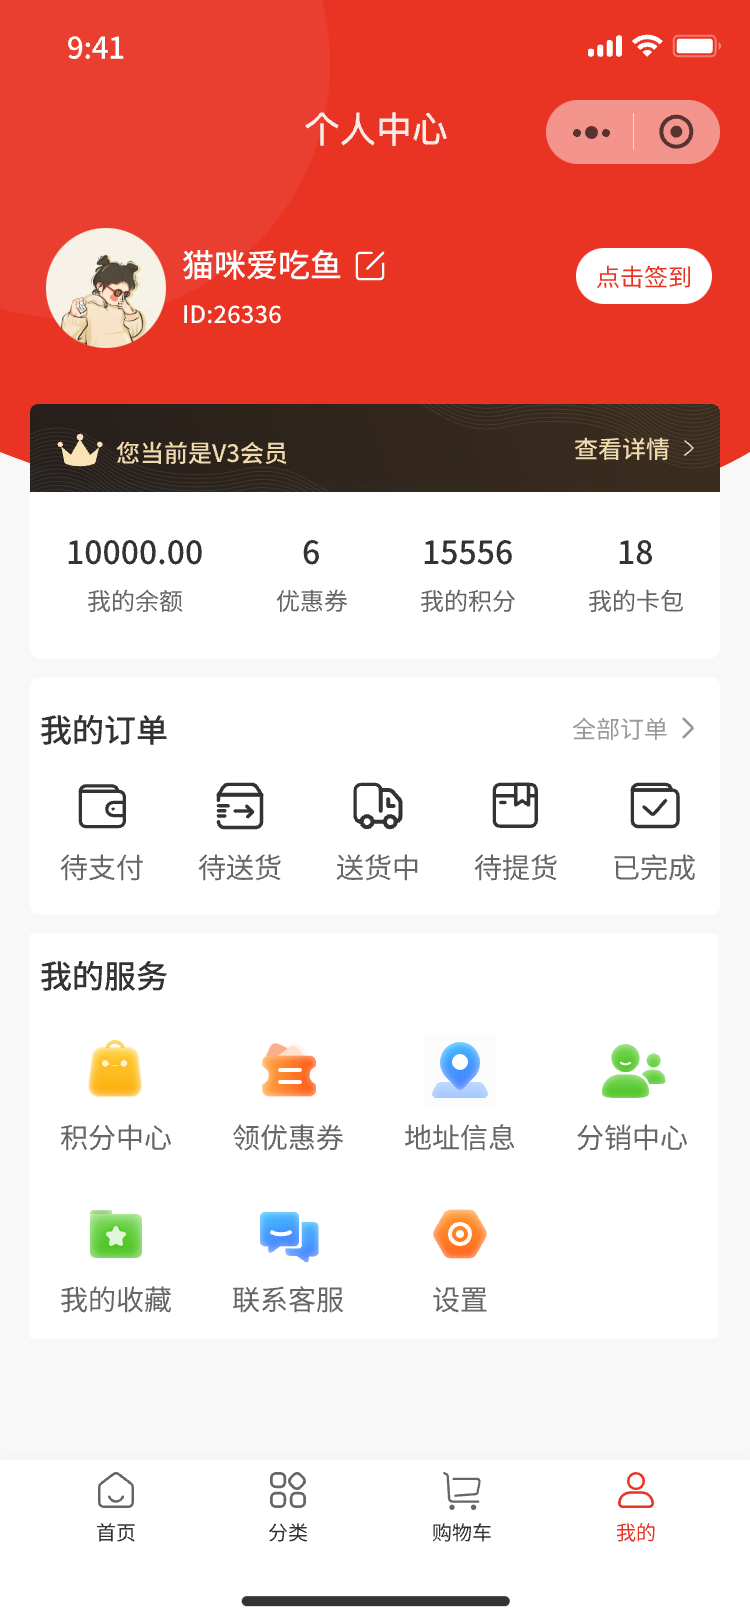 9:41
个人中心
猫咪爱吃鱼
ID:26336
点击签到
您当前是V3会员
查看详情
10000.00 6 15556 18
我的余额 优惠券 我的积分 我的卡包
我的订单
全部订单
待支付 待送货 送货中 待提货 已完成
我的服务
积分中心 领优惠券 地址信息 分销中心
我的收藏 联系客服 设置
首页 分类 购物车 我的